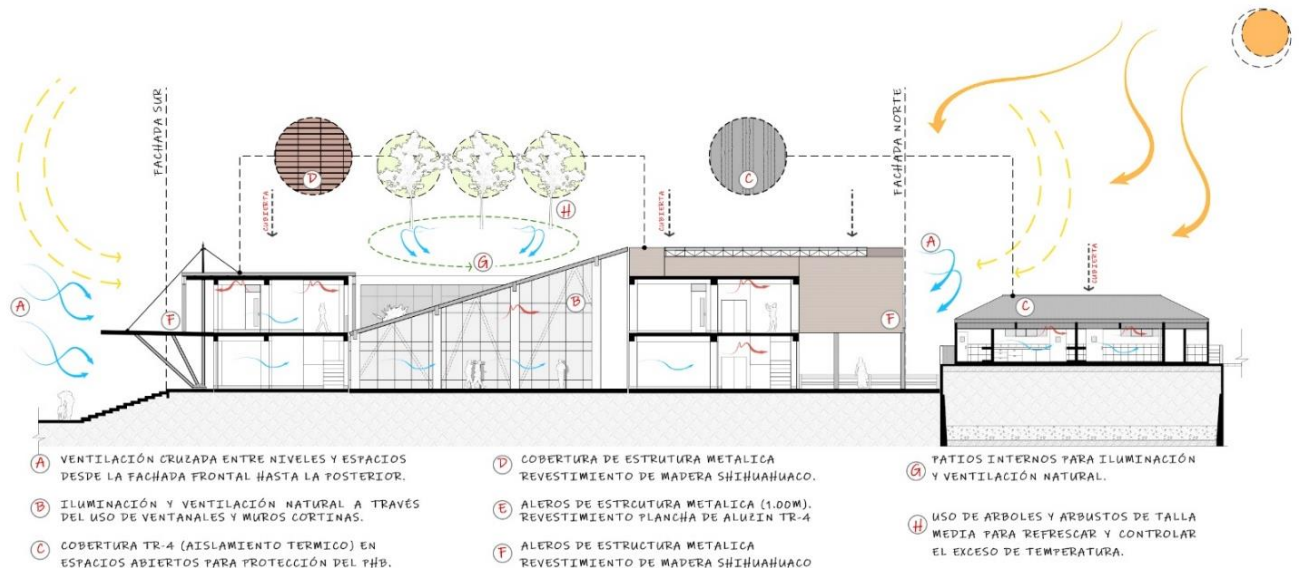 FACHADA SUR
CUBIERTA
D
H
G
CUBIERTA
C
FACHADA NORTE
CUBIERTA
A
A
F
B
F
C
A VENTILACIÓN CRUZADA ENTRE NIVELES Y ESPACIOS
DESDE LA FACHADA FRONTAL HASTA LA POSTERIOR.
B ILUMINACIÓN Y VENTILACIÓN NATURAL A TRAVÉS
DEL USO DE VENTANALES Y MUROS CORTINAS.
C COBERTURA TR-4 (AISLAMIENTO TERMICO) EN
ESPACIOS ABIERTOS PARA PROTECCIÓN DEL PHB.
D COBERTURA DE ESTRUTURA METALICA
REVESTIMIENTO DE MADERA SHIHUAHUACO.
E ALEROS DE ESTRCUTURA METALICA (1.00M).
REVESTIMIENTO PLANCHA DE ALUZIN TR-4
F ALEROS DE ESTRUCTURA METALICA
REVESTIMIENTO DE MADERA SHIHUAHUACO
G PATIOS INTERNOS PARA ILUMINACIÓN
Y VENTILACIÓN NATURAL.
H USO DE ARBOLES Y ARBUSTOS DE TALLA
MEDIA PARA REFRESCAR Y CONTROLAR
EL EXCESO DE TEMPERATURA.